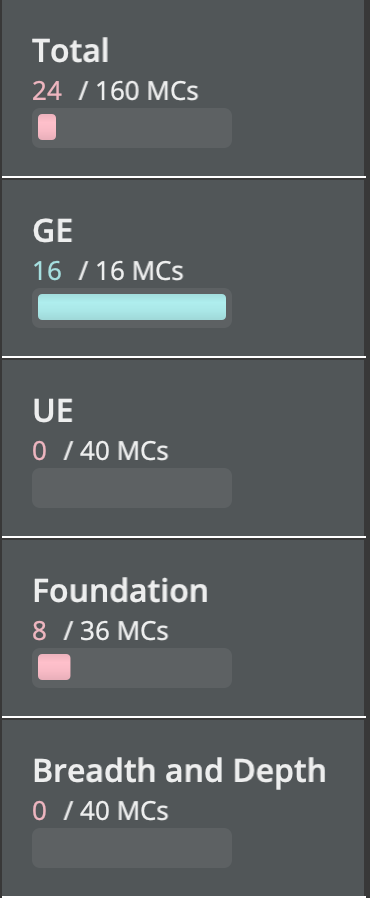 Total
24 / 160 MCs
GE
16 / 16 MCs
UE
0 / 40 MCs
Foundation
8 / 36 MCs
Breadth and Depth
0 / 40 MCs